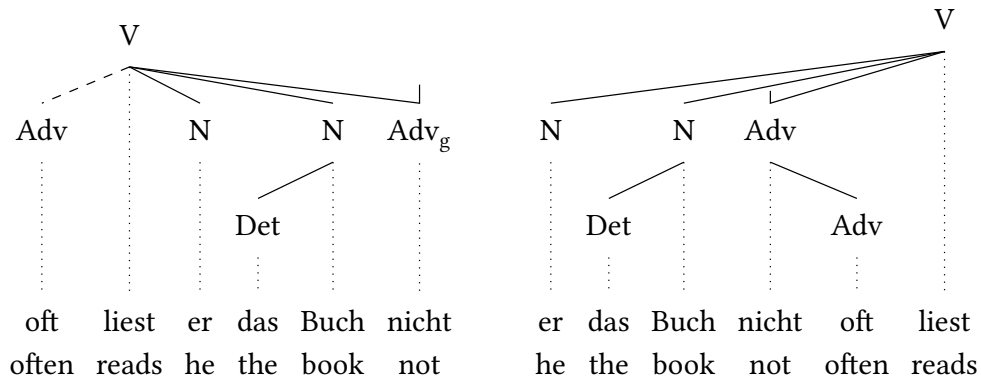 V V
Adv N N Adv_g N N Adv
Det Det Adv
oft liest er das Buch nicht er das Buch nicht oft liest
often reads he the book not he the book not often reads